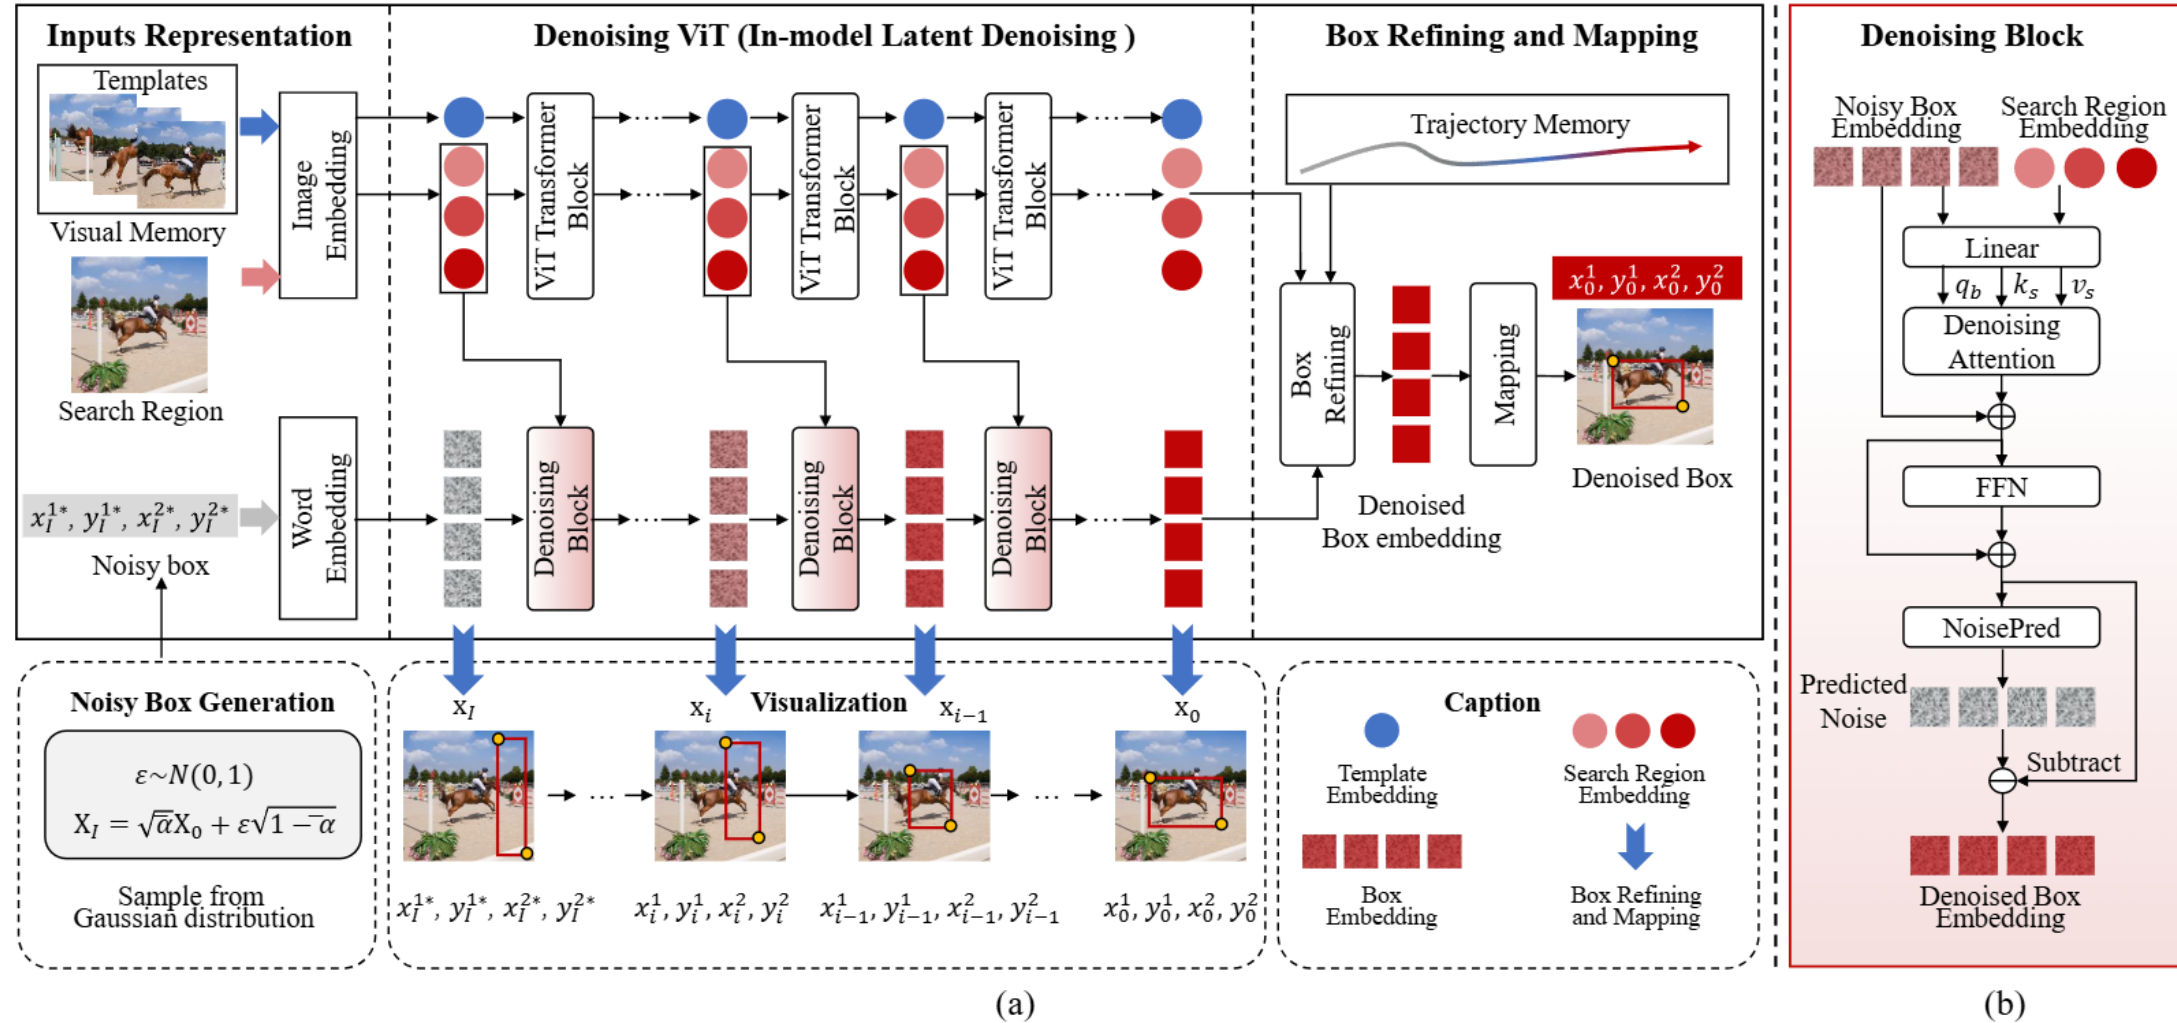 Inputs Representation
Templates
Visual Memory
Search Region
Image
Embedding
x_I^{1*}, y_I^{1*}, x_I^{2*}, y_I^{2*}
Noisy box
Word
Embedding
Denoising ViT (In-model Latent Denoising )
ViT Transformer
Block
...
ViT Transformer
Block
ViT Transformer
Block
...
...
Denoising
Block
...
Denoising
Block
Denoising
Block
...
Box Refining and Mapping
Trajectory Memory
Box
Refining
Denoised
Box embedding
Mapping
x_0^1, y_0^1, x_0^2, y_0^2
Denoised Box
Noisy Box Generation
ε~N(0, 1)
X_I = √ᾱX_0 + ε√1 − ᾱ
Sample from
Gaussian distribution
Visualization
x_I
x_i
x_{i−1}
x_0
...
...
x_I^{1*}, y_I^{1*}, x_I^{2*}, y_I^{2*}
x_i^1, y_i^1, x_i^2, y_i^2
x_{i−1}^1, y_{i−1}^1, x_{i−1}^2, y_{i−1}^2
x_0^1, y_0^1, x_0^2, y_0^2
Caption
Template
Embedding
Search Region
Embedding
Box
Embedding
Box Refining
and Mapping
(a)
Denoising Block
Noisy Box
Embedding
Search Region
Embedding
Linear
q_b k_s v_s
Denoising
Attention
FFN
NoisePred
Predicted
Noise
Subtract
Denoised Box
Embedding
(b)